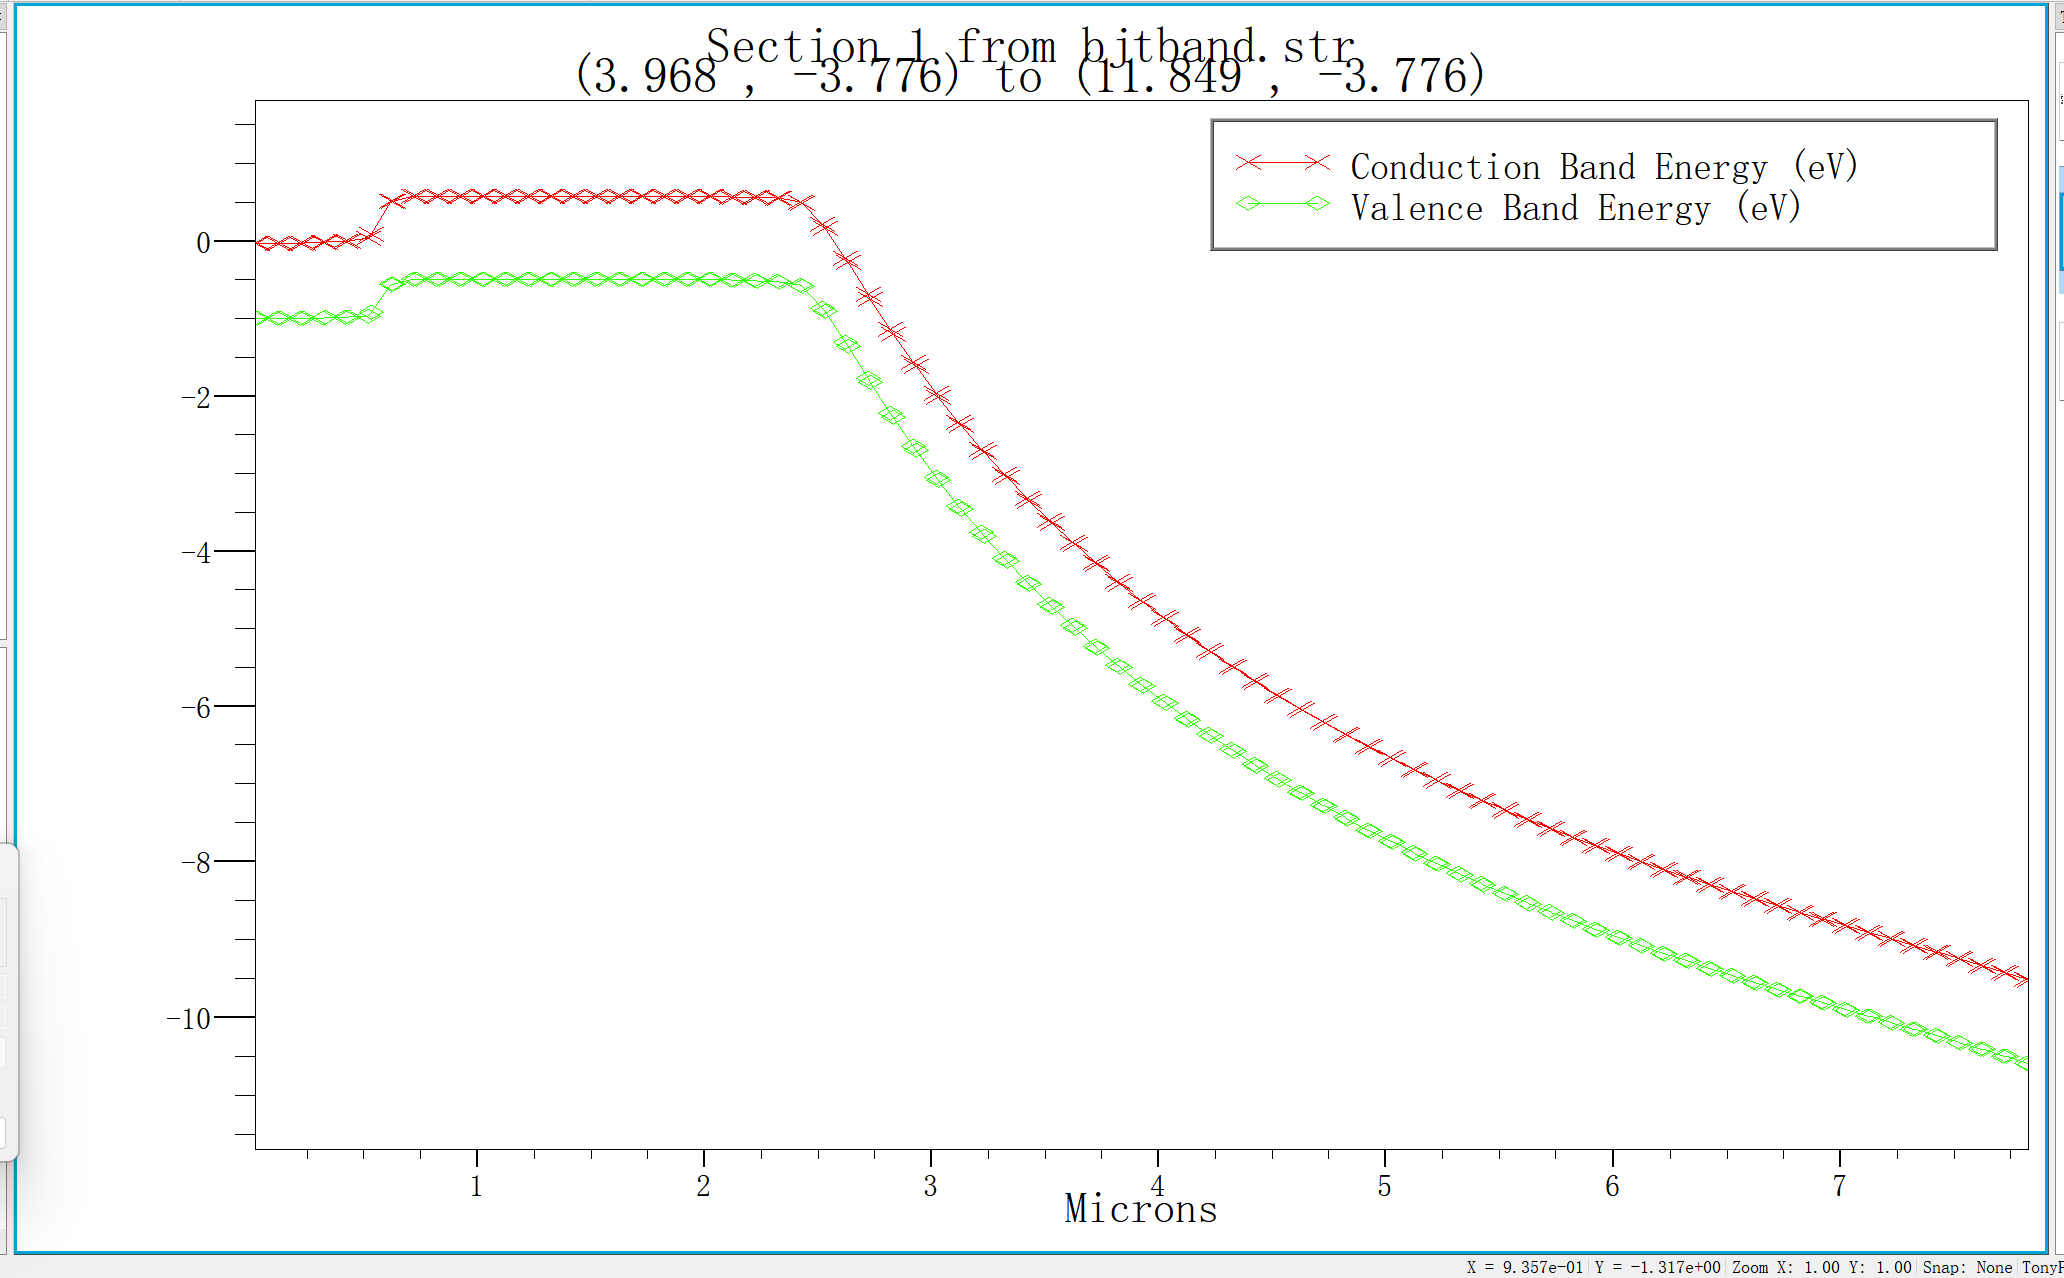 Section 1 from bjtband.str
(3.968 , -3.776) to (11.849 , -3.776)
Conduction Band Energy (eV)
Valence Band Energy (eV)
0
-2
-4
-6
-8
-10
1 2 3 4 5 6 7
Microns
X = 9.357e-01 Y = -1.317e+00 Zoom X: 1.00 Y: 1.00 Snap: None